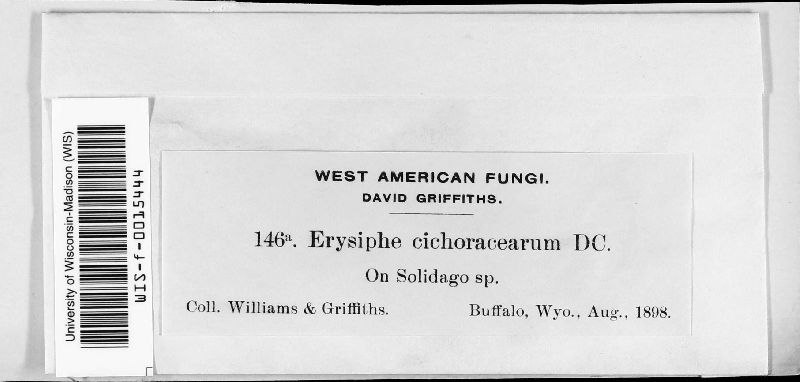 WEST AMERICAN FUNGI.
DAVID GRIFFITHS.
146a. Erysiphe cichoracearum DC.
On Solidago sp.
Coll. Williams & Griffiths.
Buffalo, Wyo., Aug., 1898.
University of Wisconsin-Madison (WIS)
WIS-f-0015444